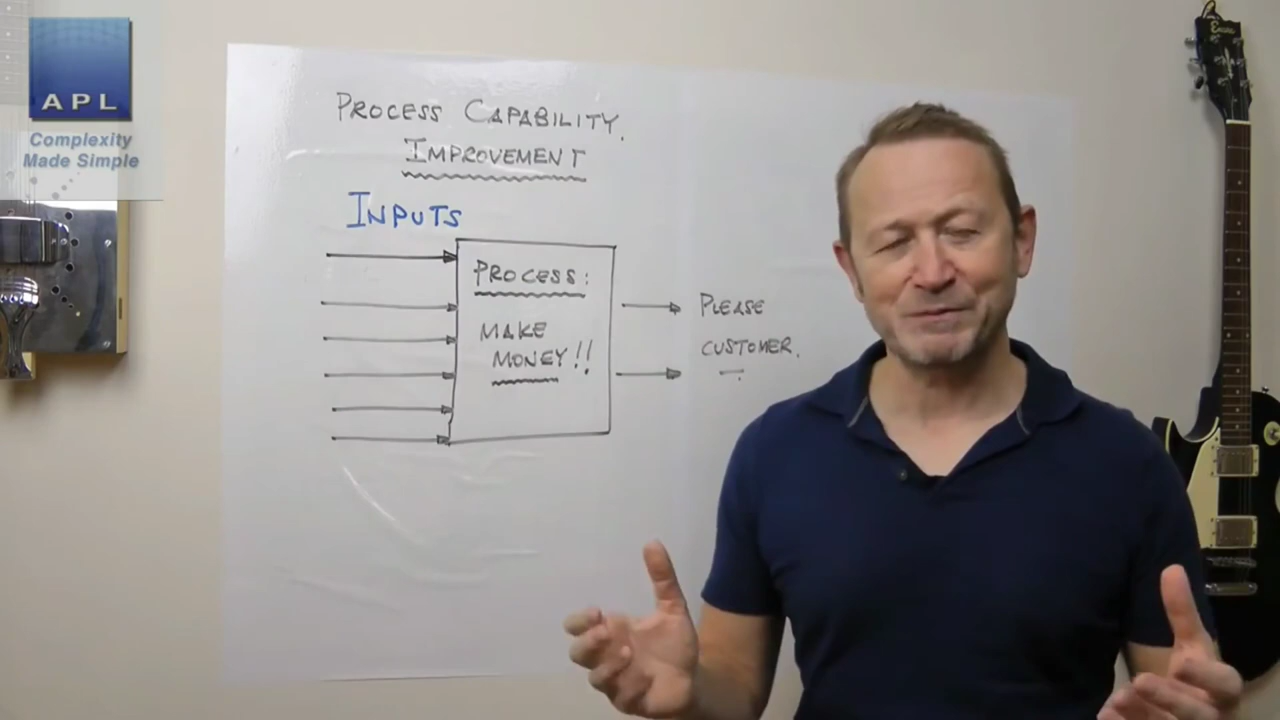 APL
Complexity
Made Simple
PROCESS CAPABILITY.
IMPROVEMENT
INPUTS
PROCESS:
MAKE
MONEY!!
PLEASE
CUSTOMER.